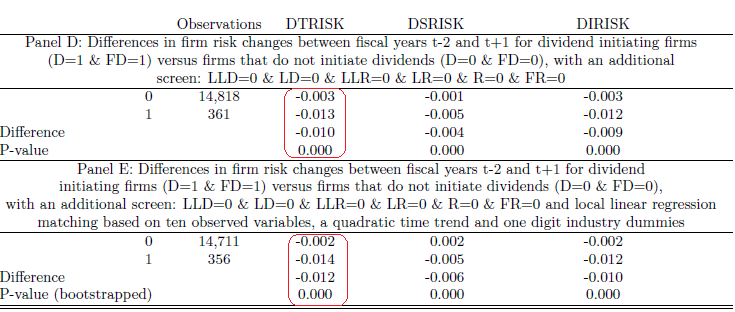 Observations DTRISK DSRISK DIRISK
Panel D: Differences in firm risk changes between fiscal years t-2 and t+1 for dividend initiating firms
(D=1 & FD=1) versus firms that do not initiate dividends (D=0 & FD=0), with an additional
screen: LLD=0 & LD=0 & LLR=0 & LR=0 & R=0 & FR=0
0 14,818 -0.003 -0.001 -0.003
1 361 -0.013 -0.005 -0.012
Difference -0.010 -0.004 -0.009
P-value 0.000 0.000 0.000
Panel E: Differences in firm risk changes between fiscal years t-2 and t+1 for dividend
initiating firms (D=1 & FD=1) versus firms that do not initiate dividends (D=0 & FD=0),
with an additional screen: LLD=0 & LD=0 & LLR=0 & LR=0 & R=0 & FR=0 and local linear regression
matching based on ten observed variables, a quadratic time trend and one digit industry dummies
0 14,711 -0.002 0.002 -0.002
1 356 -0.014 -0.005 -0.012
Difference -0.012 -0.006 -0.010
P-value (bootstrapped) 0.000 0.000 0.000